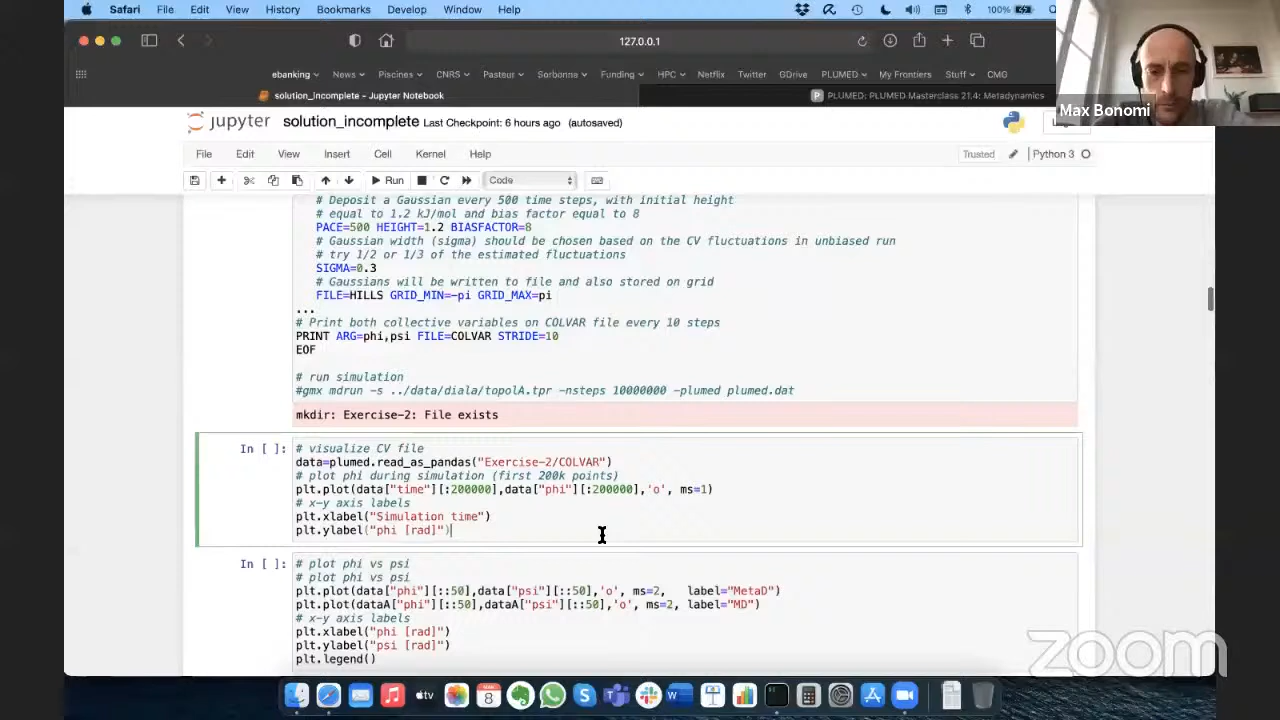 Safari File Edit View History Bookmarks Develop Window Help 100%
127.0.0.1
ebanking News Piscines CNRS Pasteur Sorbonne Funding HPC Netflix Twitter GDrive PLUMED My Frontiers Stuff CMG
solution_incomplete - Jupyter Notebook
P PLUMED: PLUMED Masterclass 21.4: Metadynamics
Max Bonomi
jupyter solution_incomplete Last Checkpoint: 6 hours ago (autosaved)
File Edit View Insert Cell Kernel Help Trusted Python 3
Run Code
# Deposit a Gaussian every 500 time steps, with initial height
# equal to 1.2 kJ/mol and bias factor equal to 8
PACE=500 HEIGHT=1.2 BIASFACTOR=8
# Gaussian width (sigma) should be chosen based on the CV fluctuations in unbiased run
# try 1/2 or 1/3 of the estimated fluctuations
SIGMA=0.3
# Gaussians will be written to file and also stored on grid
FILE=HILLS GRID_MIN=-pi GRID_MAX=pi
...
# Print both collective variables on COLVAR file every 10 steps
PRINT ARG=phi,psi FILE=COLVAR STRIDE=10
EOF
# run simulation
#gmx mdrun -s ../data/diala/topolA.tpr -nsteps 10000000 -plumed plumed.dat
mkdir: Exercise-2: File exists
In [ ]: # visualize CV file
data=plumed.read_as_pandas("Exercise-2/COLVAR")
# plot phi during simulation (first 200k points)
plt.plot(data["time"][:200000],data["phi"][:200000],'o', ms=1)
# x-y axis labels
plt.xlabel("Simulation time")
plt.ylabel("phi [rad]")
In [ ]: # plot phi vs psi
# plot phi vs psi
plt.plot(data["phi"][::50],data["psi"][::50],'o', ms=2, label="MetaD")
plt.plot(dataA["phi"][::50],dataA["psi"][::50],'o', ms=2, label="MD")
# x-y axis labels
plt.xlabel("phi [rad]")
plt.ylabel("psi [rad]")
plt.legend()
zoom
8
tv